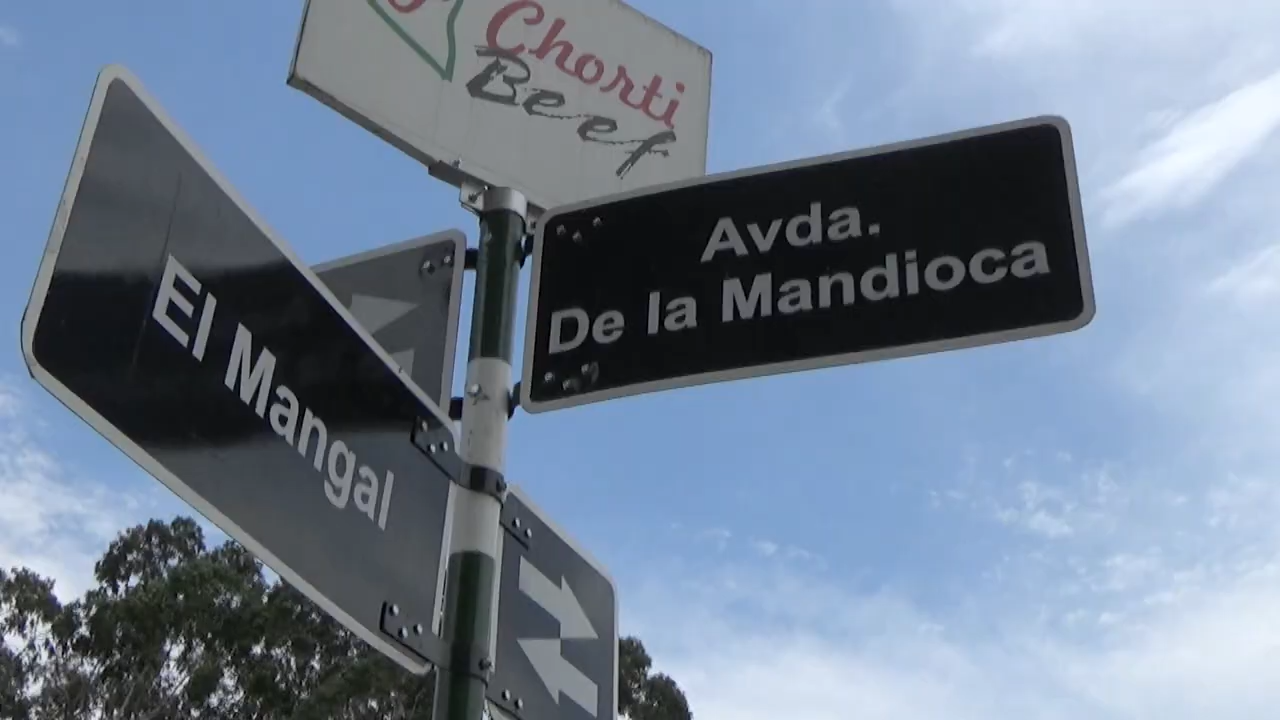 Chorti
Beef
Avda.
De la Mandioca
El Mangal